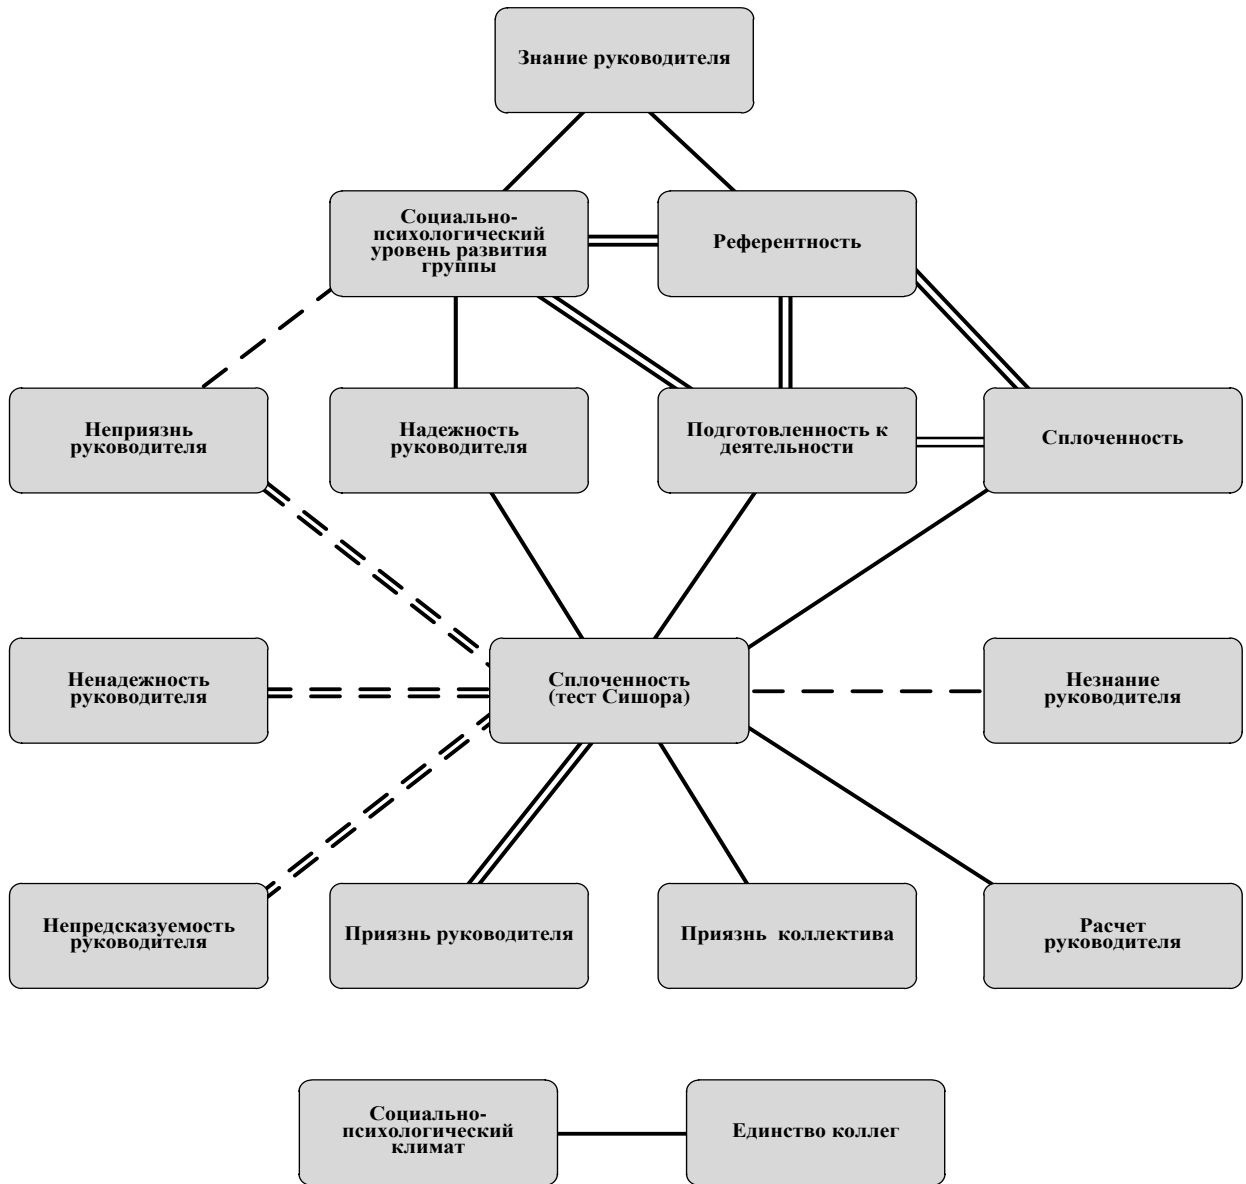 Знание руководителя
Социально-
психологический
уровень развития
группы
Референтность
Неприязнь
руководителя
Надежность
руководителя
Подготовленность к
деятельности
Сплоченность
Ненадежность
руководителя
Сплоченность
(тест Сишора)
Незнание
руководителя
Непредсказуемость
руководителя
Приязнь руководителя
Приязнь коллектива
Расчет
руководителя
Социально-
психологический
климат
Единство коллег